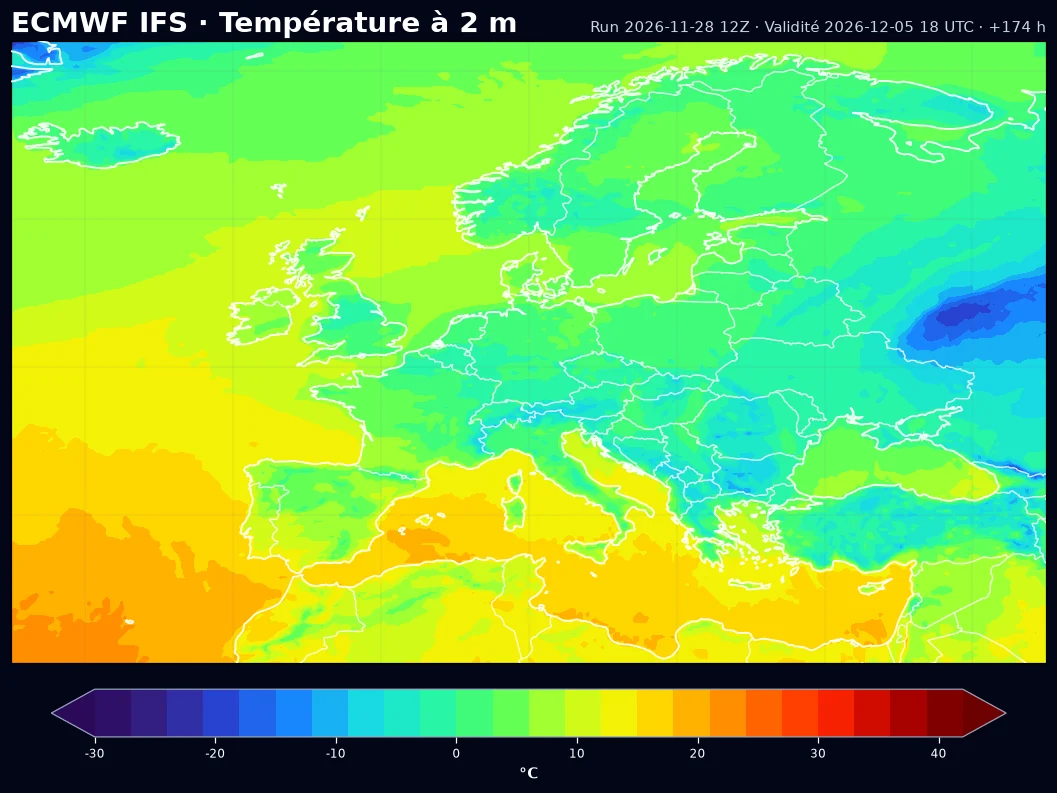 ECMWF IFS · Température à 2 m
Run 2026-11-28 12Z · Validité 2026-12-05 18 UTC · +174 h
-30 -20 -10 0 10 20 30 40
°C